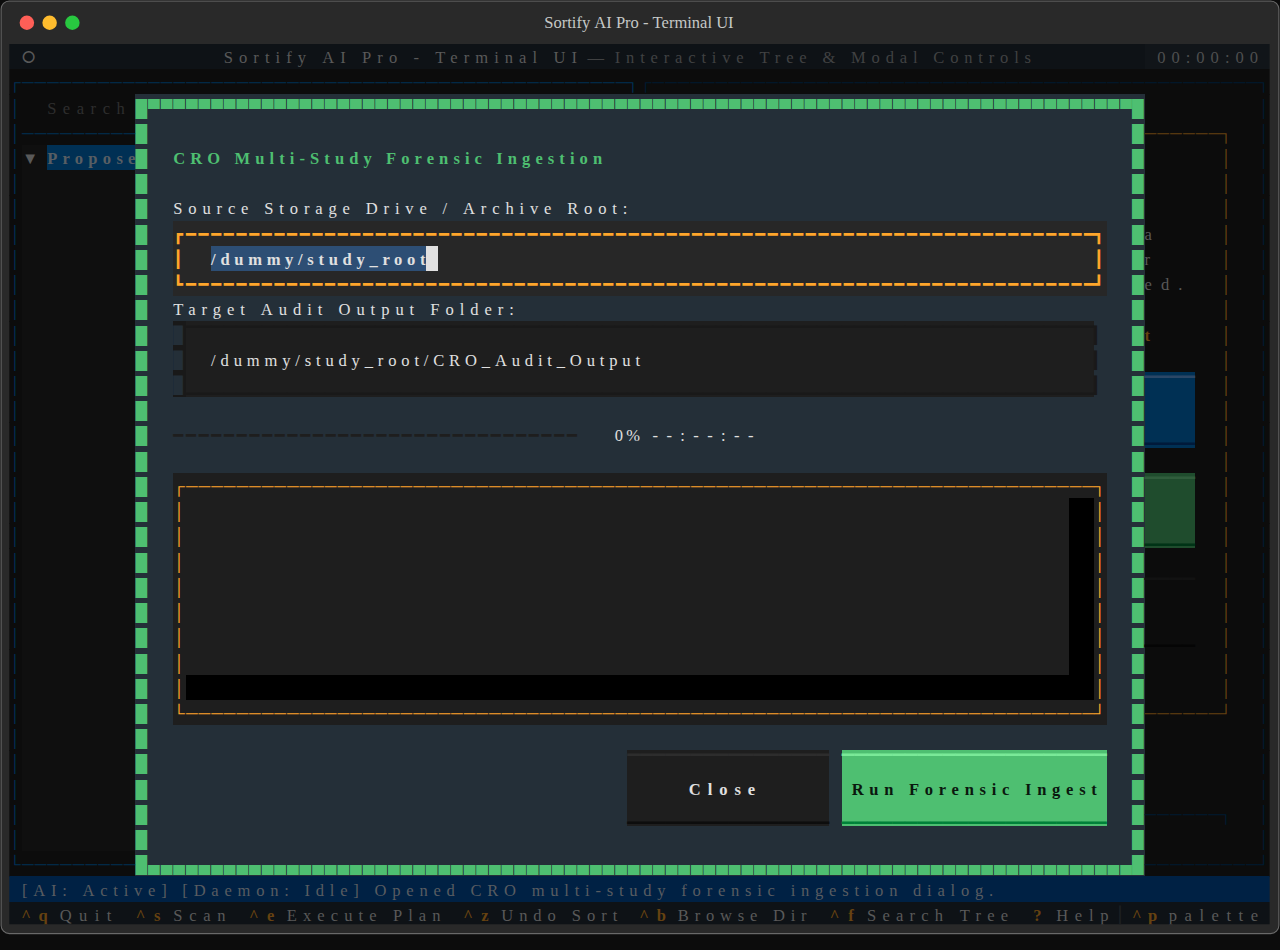 Sortify AI Pro - Terminal UI
Sortify AI Pro - Terminal UI — Interactive Tree & Modal Controls
00:00:00
Search
▼ Propose
CRO Multi-Study Forensic Ingestion
Source Storage Drive / Archive Root:
/dummy/study_root
Target Audit Output Folder:
/dummy/study_root/CRO_Audit_Output
0% --:--:--
a
r
ed.
t
Close
Run Forensic Ingest
[AI: Active] [Daemon: Idle] Opened CRO multi-study forensic ingestion dialog.
^q Quit ^s Scan ^e Execute Plan ^z Undo Sort ^b Browse Dir ^f Search Tree ? Help ^p palette